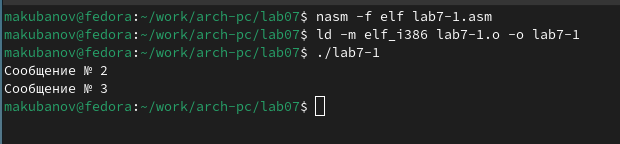 makubanov@fedora:~/work/arch-pc/lab07$ nasm -f elf lab7-1.asm
makubanov@fedora:~/work/arch-pc/lab07$ ld -m elf_i386 lab7-1.o -o lab7-1
makubanov@fedora:~/work/arch-pc/lab07$ ./lab7-1
Сообщение № 2
Сообщение № 3
makubanov@fedora:~/work/arch-pc/lab07$